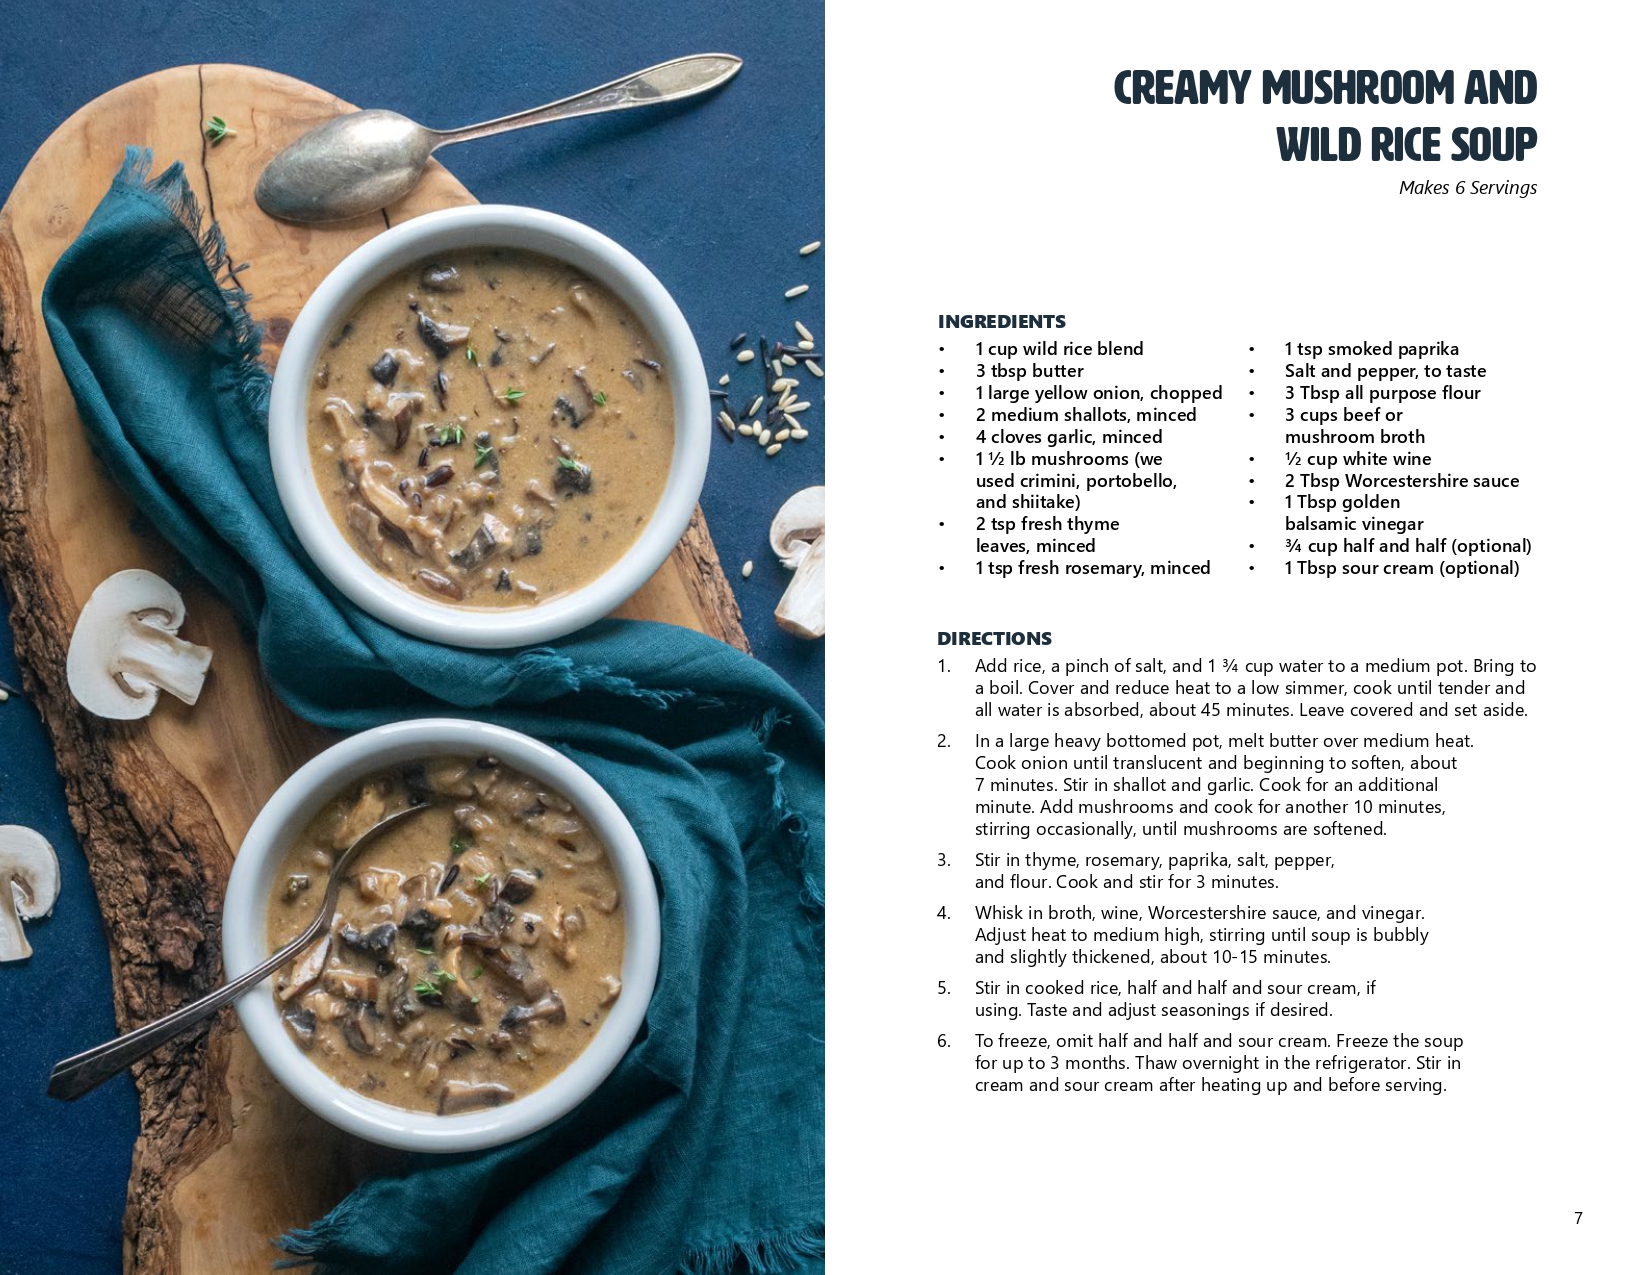 CREAMY MUSHROOM AND
WILD RICE SOUP
Makes 6 Servings
INGREDIENTS
• 1 cup wild rice blend
• 3 tbsp butter
• 1 large yellow onion, chopped
• 2 medium shallots, minced
• 4 cloves garlic, minced
• 1 ½ lb mushrooms (we
used crimini, portobello,
and shiitake)
• 2 tsp fresh thyme
leaves, minced
• 1 tsp fresh rosemary, minced
• 1 tsp smoked paprika
• Salt and pepper, to taste
• 3 Tbsp all purpose flour
• 3 cups beef or
mushroom broth
• ½ cup white wine
• 2 Tbsp Worcestershire sauce
• 1 Tbsp golden
balsamic vinegar
• ¾ cup half and half (optional)
• 1 Tbsp sour cream (optional)
DIRECTIONS
1. Add rice, a pinch of salt, and 1 ¾ cup water to a medium pot. Bring to
a boil. Cover and reduce heat to a low simmer, cook until tender and
all water is absorbed, about 45 minutes. Leave covered and set aside.
2. In a large heavy bottomed pot, melt butter over medium heat.
Cook onion until translucent and beginning to soften, about
7 minutes. Stir in shallot and garlic. Cook for an additional
minute. Add mushrooms and cook for another 10 minutes,
stirring occasionally, until mushrooms are softened.
3. Stir in thyme, rosemary, paprika, salt, pepper,
and flour. Cook and stir for 3 minutes.
4. Whisk in broth, wine, Worcestershire sauce, and vinegar.
Adjust heat to medium high, stirring until soup is bubbly
and slightly thickened, about 10-15 minutes.
5. Stir in cooked rice, half and half and sour cream, if
using. Taste and adjust seasonings if desired.
6. To freeze, omit half and half and sour cream. Freeze the soup
for up to 3 months. Thaw overnight in the refrigerator. Stir in
cream and sour cream after heating up and before serving.
7